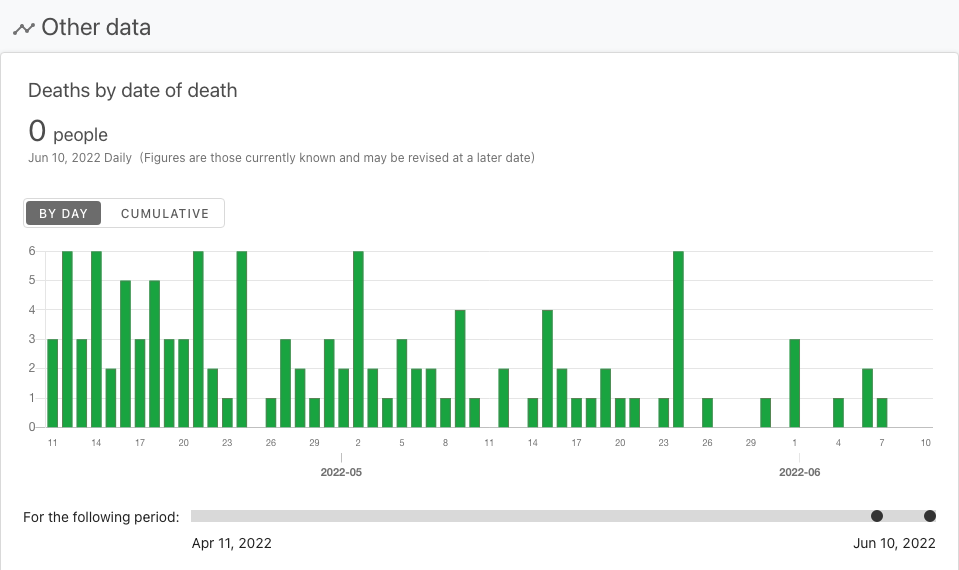 Other data
Deaths by date of death
0 people
Jun 10, 2022 Daily (Figures are those currently known and may be revised at a later date)
BY DAY CUMULATIVE
6
5
4
3
2
1
0
11 14 17 20 23 26 29 2 5 8 11 14 17 20 23 26 29 1 4 7 10
2022-05 2022-06
For the following period:
Apr 11, 2022 Jun 10, 2022